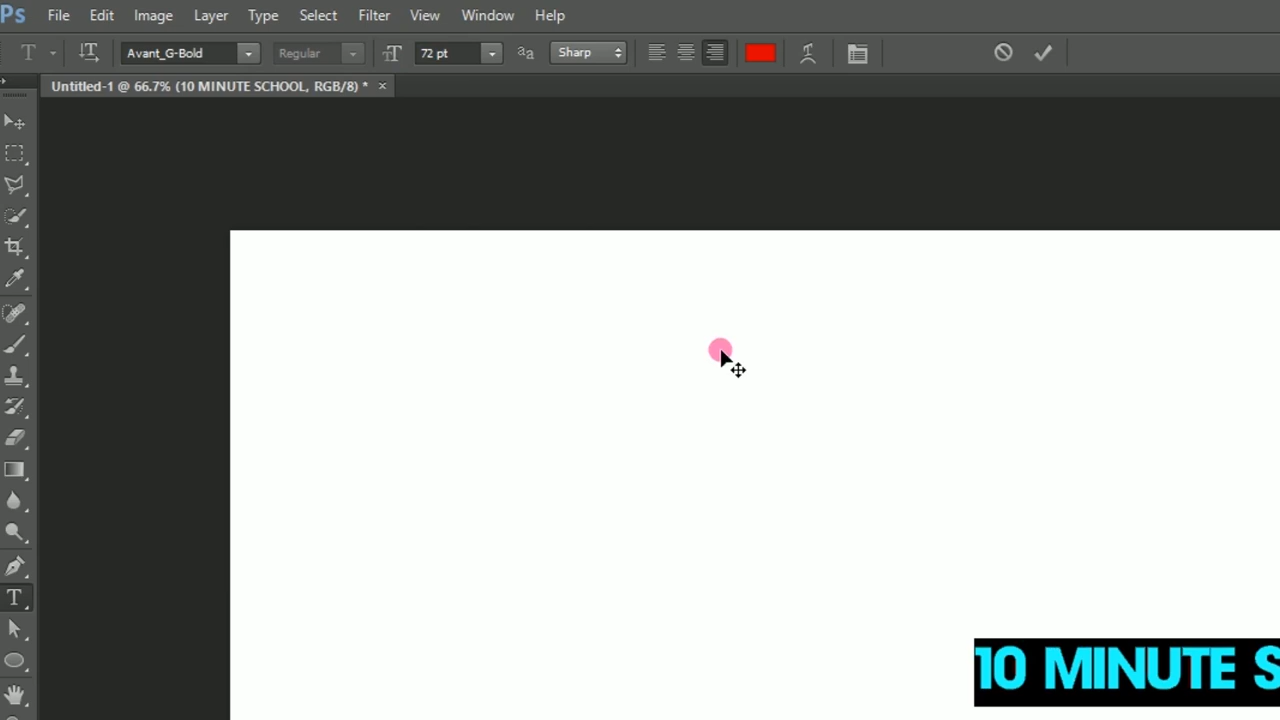 Ps File Edit Image Layer Type Select Filter View Window Help
T Avant_G-Bold Regular 72 pt Sharp
Untitled-1 @ 66.7% (10 MINUTE SCHOOL, RGB/8) * ×
T
10 MINUTE S